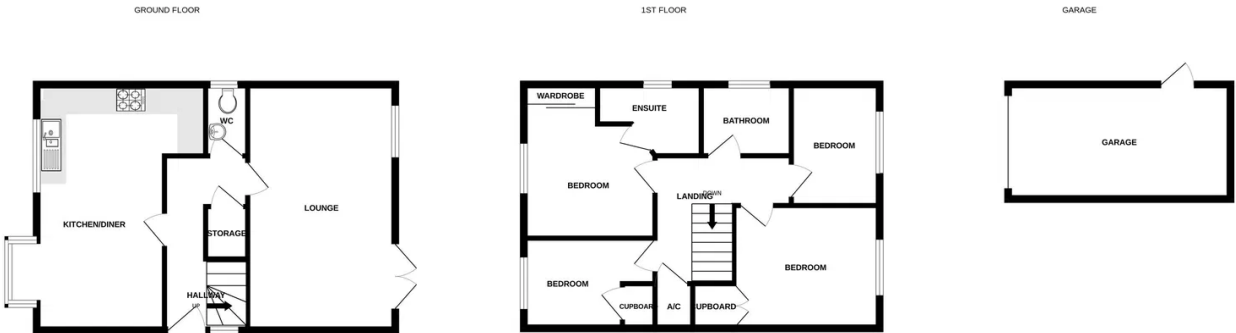 GROUND FLOOR
1ST FLOOR
GARAGE
WC
KITCHEN/DINER
LOUNGE
STORAGE
HALLWAY
UP
WARDROBE
ENSUITE
BATHROOM
BEDROOM
BEDROOM
LANDING
DOWN
BEDROOM
BEDROOM
CUPBOARD
A/C
UPBOARD
GARAGE